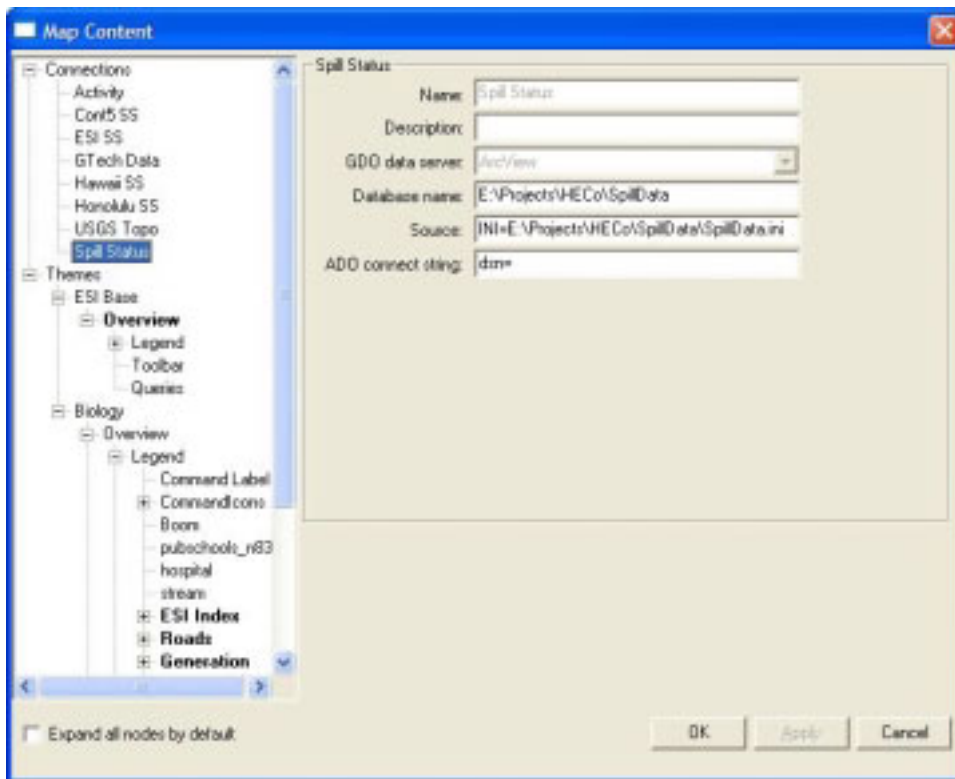 Map Content
Connections
Activity
Cont5 SS
ESI SS
GTech Data
Hawaii SS
Honolulu SS
USGS Topo
Spill Status
Themes
ESI Base
Overview
Legend
Toolbar
Queries
Biology
Overview
Legend
Command Label
CommandIcons
Boom
pubschools_n83
hospital
stream
ESI Index
Roads
Generation
Expand all nodes by default
Spill Status
Name: Spill Status
Description:
GDO data server: ArcView
Database name: E:\Projects\HECo\SpillData
Source: INI=E:\Projects\HECo\SpillData\SpillData.ini
ADO connect string: dsn=
OK Apply Cancel